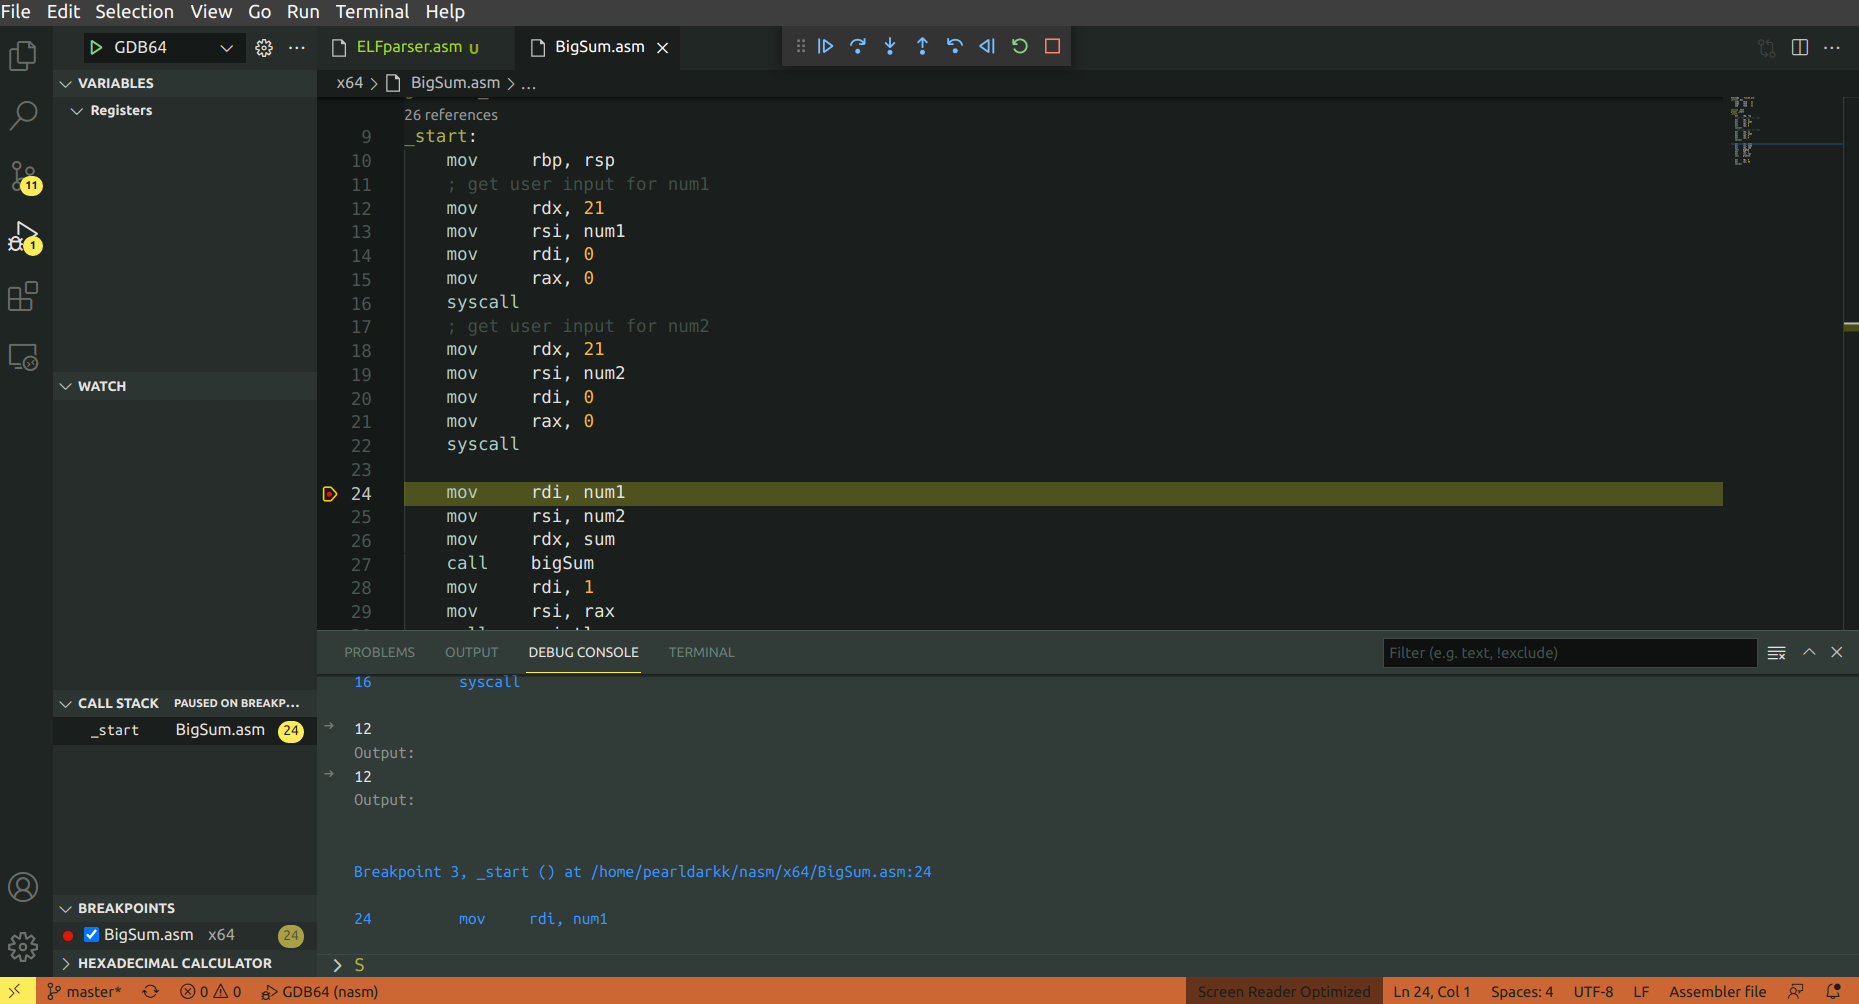 File Edit Selection View Go Run Terminal Help
GDB64
ELFparser.asm U
BigSum.asm
VARIABLES
Registers
x64 > BigSum.asm > ...
26 references
9 _start:
10 mov rbp, rsp
11 ; get user input for num1
12 mov rdx, 21
13 mov rsi, num1
14 mov rdi, 0
15 mov rax, 0
16 syscall
17 ; get user input for num2
18 mov rdx, 21
19 mov rsi, num2
20 mov rdi, 0
21 mov rax, 0
22 syscall
23
24 mov rdi, num1
25 mov rsi, num2
26 mov rdx, sum
27 call bigSum
28 mov rdi, 1
29 mov rsi, rax
11
1
WATCH
CALL STACK PAUSED ON BREAKP...
_start BigSum.asm 24
BREAKPOINTS
BigSum.asm x64 24
HEXADECIMAL CALCULATOR
PROBLEMS OUTPUT DEBUG CONSOLE TERMINAL
Filter (e.g. text, !exclude)
16 syscall
12
Output:
12
Output:
Breakpoint 3, _start () at /home/pearldarkk/nasm/x64/BigSum.asm:24
24 mov rdi, num1
> S
master* 0 0 GDB64 (nasm)
Screen Reader Optimized Ln 24, Col 1 Spaces: 4 UTF-8 LF Assembler file